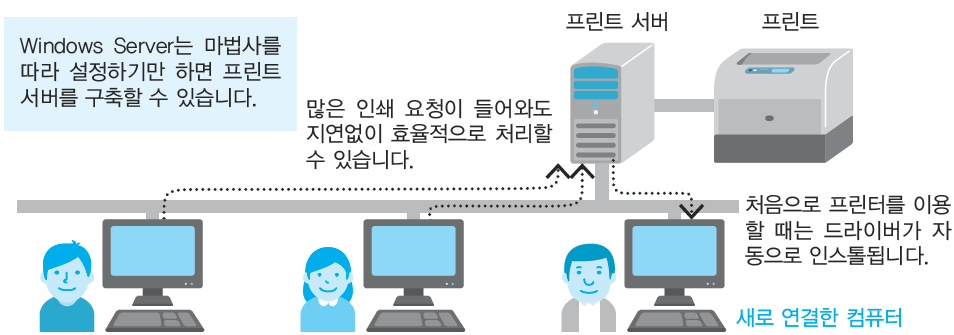 프린트 서버
프린트
Windows Server는 마법사를
따라 설정하기만 하면 프린트
서버를 구축할 수 있습니다.
많은 인쇄 요청이 들어와도
지연없이 효율적으로 처리할
수 있습니다.
처음으로 프린터를 이용
할 때는 드라이버가 자
동으로 인스톨됩니다.
새로 연결한 컴퓨터